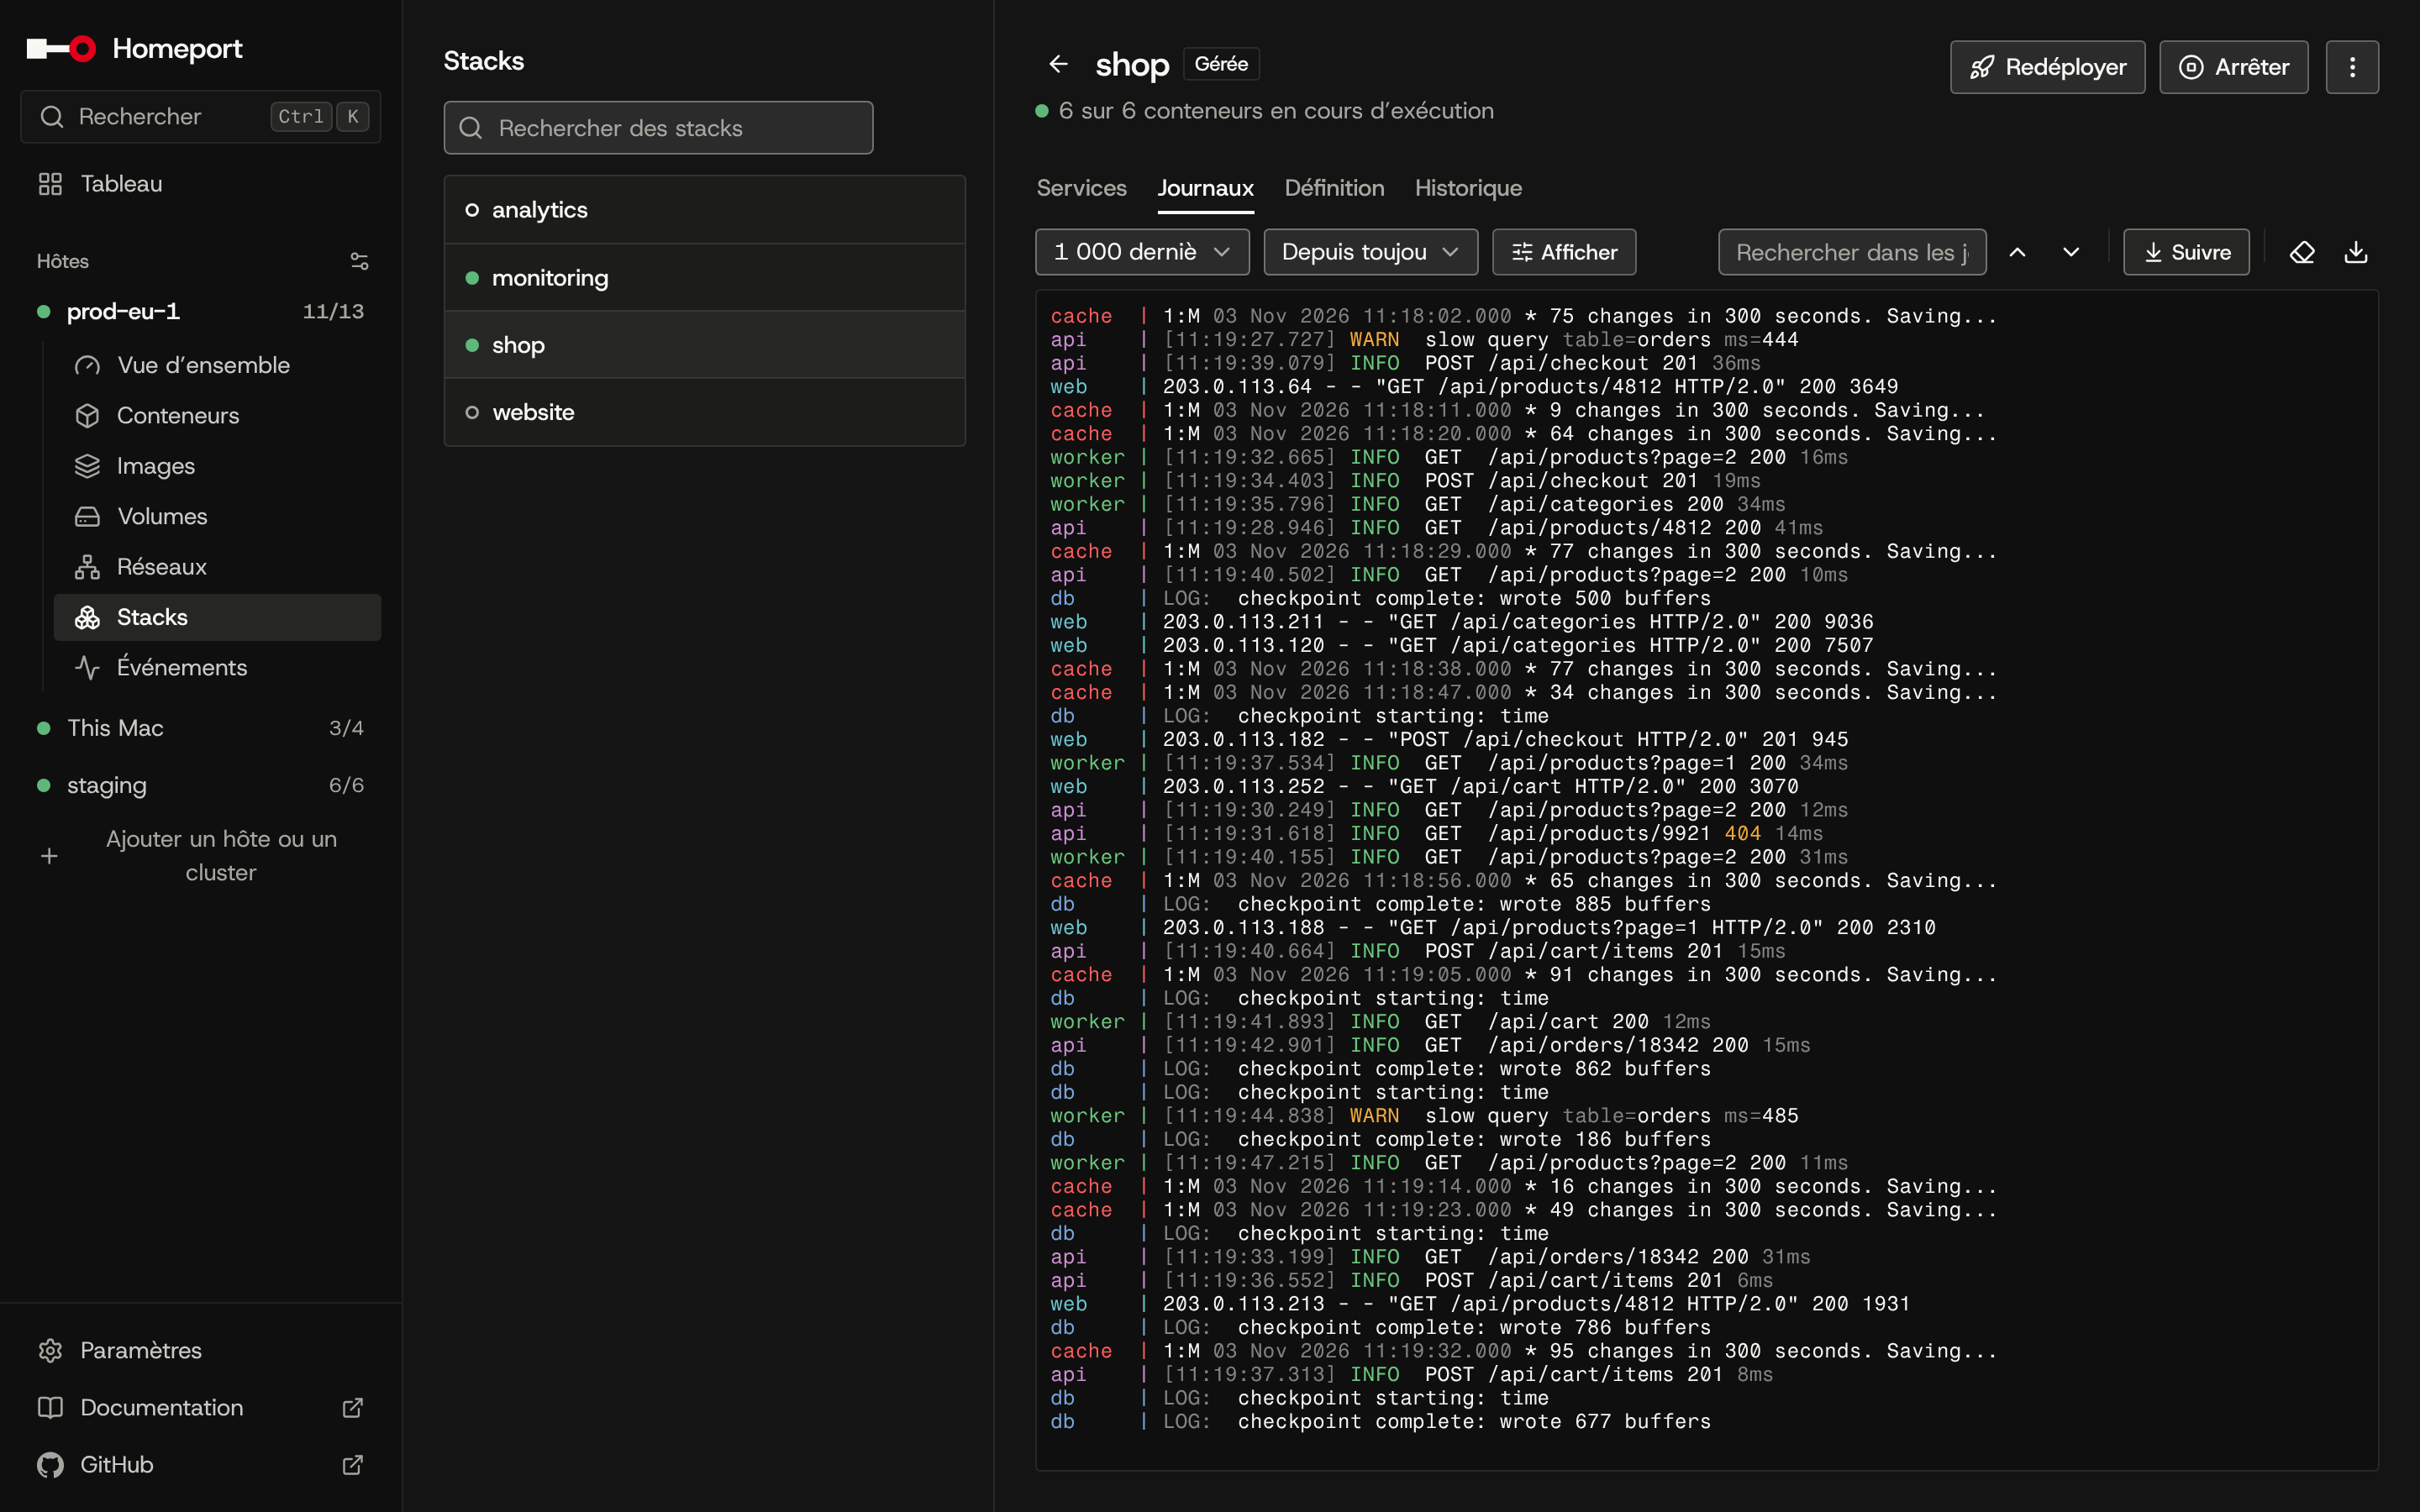 Homeport
Rechercher Ctrl K
Tableau
Hôtes
prod-eu-1 11/13
Vue d’ensemble
Conteneurs
Images
Volumes
Réseaux
Stacks
Événements
This Mac 3/4
staging 6/6
Ajouter un hôte ou un
cluster
Paramètres
Documentation
GitHub
Stacks
Rechercher des stacks
analytics
monitoring
shop
website
shop Gérée
Redéployer
Arrêter
6 sur 6 conteneurs en cours d’exécution
Services Journaux Définition Historique
1 000 derniè Depuis toujou Afficher Rechercher dans les j Suivre
cache | 1:M 03 Nov 2026 11:18:02.000 * 75 changes in 300 seconds. Saving...
api | [11:19:27.727] WARN slow query table=orders ms=444
api | [11:19:39.079] INFO POST /api/checkout 201 36ms
web | 203.0.113.64 - - "GET /api/products/4812 HTTP/2.0" 200 3649
cache | 1:M 03 Nov 2026 11:18:11.000 * 9 changes in 300 seconds. Saving...
cache | 1:M 03 Nov 2026 11:18:20.000 * 64 changes in 300 seconds. Saving...
worker | [11:19:32.665] INFO GET /api/products?page=2 200 16ms
worker | [11:19:34.403] INFO POST /api/checkout 201 19ms
worker | [11:19:35.796] INFO GET /api/categories 200 34ms
api | [11:19:28.946] INFO GET /api/products/4812 200 41ms
cache | 1:M 03 Nov 2026 11:18:29.000 * 77 changes in 300 seconds. Saving...
api | [11:19:40.502] INFO GET /api/products?page=2 200 10ms
db | LOG: checkpoint complete: wrote 500 buffers
web | 203.0.113.211 - - "GET /api/categories HTTP/2.0" 200 9036
web | 203.0.113.120 - - "GET /api/categories HTTP/2.0" 200 7507
cache | 1:M 03 Nov 2026 11:18:38.000 * 77 changes in 300 seconds. Saving...
cache | 1:M 03 Nov 2026 11:18:47.000 * 34 changes in 300 seconds. Saving...
db | LOG: checkpoint starting: time
web | 203.0.113.182 - - "POST /api/checkout HTTP/2.0" 201 945
worker | [11:19:37.534] INFO GET /api/products?page=1 200 34ms
web | 203.0.113.252 - - "GET /api/cart HTTP/2.0" 200 3070
api | [11:19:30.249] INFO GET /api/products?page=2 200 12ms
api | [11:19:31.618] INFO GET /api/products/9921 404 14ms
worker | [11:19:40.155] INFO GET /api/products?page=2 200 31ms
cache | 1:M 03 Nov 2026 11:18:56.000 * 65 changes in 300 seconds. Saving...
db | LOG: checkpoint complete: wrote 885 buffers
web | 203.0.113.188 - - "GET /api/products?page=1 HTTP/2.0" 200 2310
api | [11:19:40.664] INFO POST /api/cart/items 201 15ms
cache | 1:M 03 Nov 2026 11:19:05.000 * 91 changes in 300 seconds. Saving...
db | LOG: checkpoint starting: time
worker | [11:19:41.893] INFO GET /api/cart 200 12ms
api | [11:19:42.901] INFO GET /api/orders/18342 200 15ms
db | LOG: checkpoint complete: wrote 862 buffers
db | LOG: checkpoint starting: time
worker | [11:19:44.838] WARN slow query table=orders ms=485
db | LOG: checkpoint complete: wrote 186 buffers
worker | [11:19:47.215] INFO GET /api/products?page=2 200 11ms
cache | 1:M 03 Nov 2026 11:19:14.000 * 16 changes in 300 seconds. Saving...
cache | 1:M 03 Nov 2026 11:19:23.000 * 49 changes in 300 seconds. Saving...
db | LOG: checkpoint starting: time
api | [11:19:33.199] INFO GET /api/orders/18342 200 31ms
api | [11:19:36.552] INFO POST /api/cart/items 201 6ms
web | 203.0.113.213 - - "GET /api/products/4812 HTTP/2.0" 200 1931
db | LOG: checkpoint complete: wrote 786 buffers
cache | 1:M 03 Nov 2026 11:19:32.000 * 95 changes in 300 seconds. Saving...
api | [11:19:37.313] INFO POST /api/cart/items 201 8ms
db | LOG: checkpoint starting: time
db | LOG: checkpoint complete: wrote 677 buffers